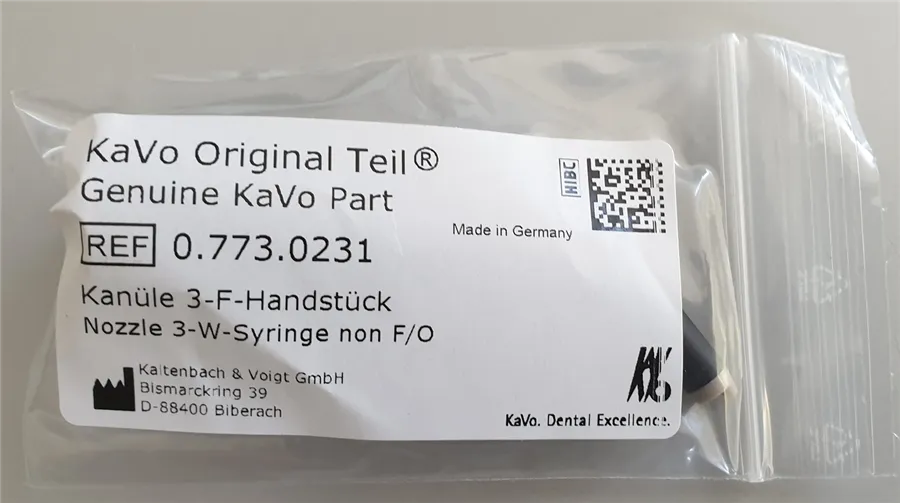 KaVo Original Teil®
Genuine KaVo Part
HIBC
REF 0.773.0231
Made in Germany
Kanüle 3-F-Handstück
Nozzle 3-W-Syringe non F/O
Kaltenbach & Voigt GmbH
Bismarckring 39
D-88400 Biberach
KaVo. Dental Excellence.